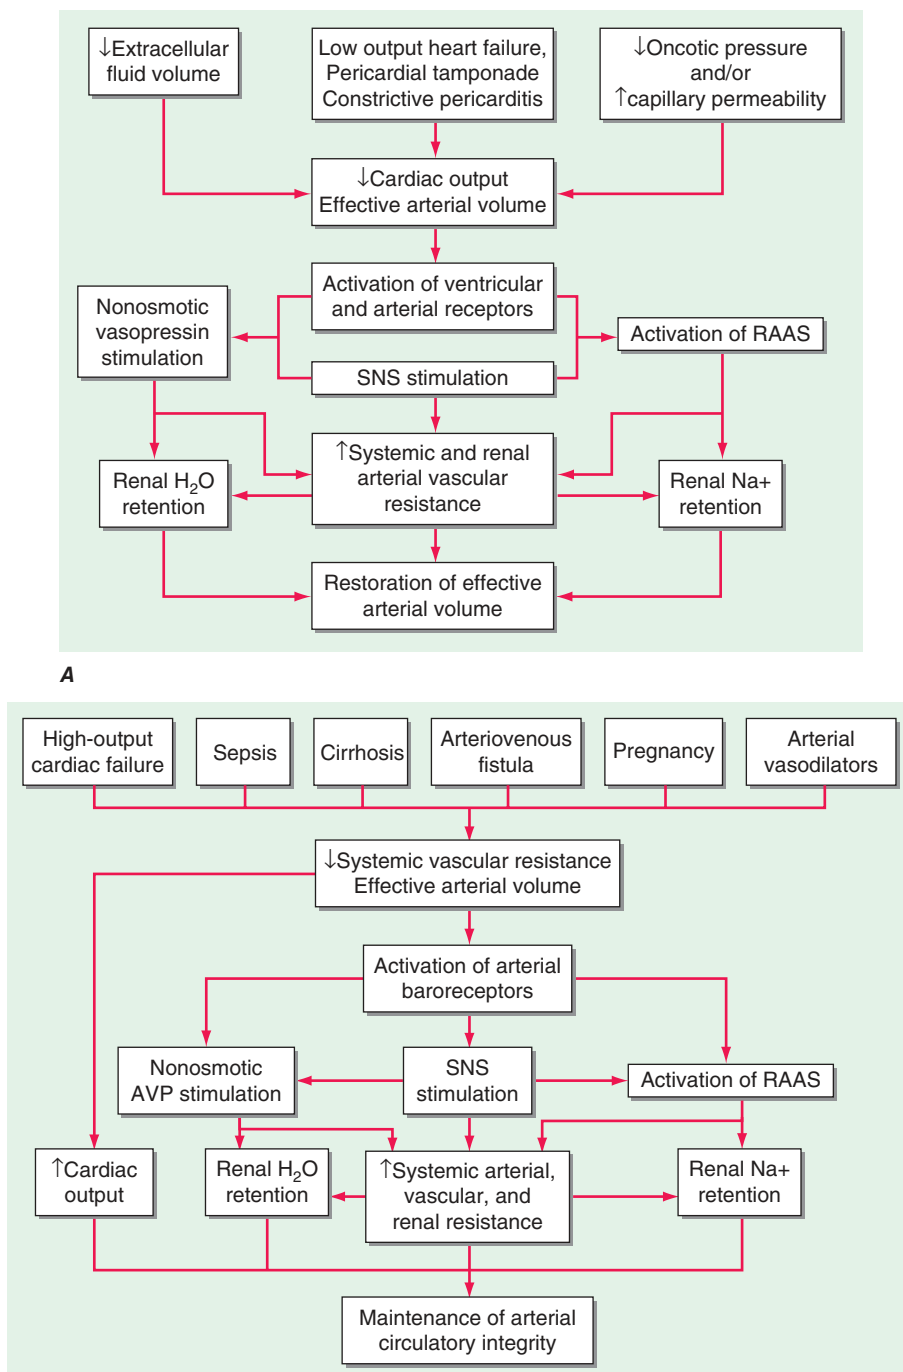 ↓Extracellular
fluid volume
Low output heart failure,
Pericardial tamponade
Constrictive pericarditis
↓Oncotic pressure
and/or
↑capillary permeability
↓Cardiac output
Effective arterial volume
Activation of ventricular
and arterial receptors
Nonosmotic
vasopressin
stimulation
Activation of RAAS
SNS stimulation
↑Systemic and renal
arterial vascular
resistance
Renal H₂O
retention
Renal Na+
retention
Restoration of effective
arterial volume
A
High-output
cardiac failure
Sepsis
Cirrhosis
Arteriovenous
fistula
Pregnancy
Arterial
vasodilators
↓Systemic vascular resistance
Effective arterial volume
Activation of arterial
baroreceptors
Nonosmotic
AVP stimulation
SNS
stimulation
Activation of RAAS
↑Cardiac
output
Renal H₂O
retention
↑Systemic arterial,
vascular, and
renal resistance
Renal Na+
retention
Maintenance of arterial
circulatory integrity